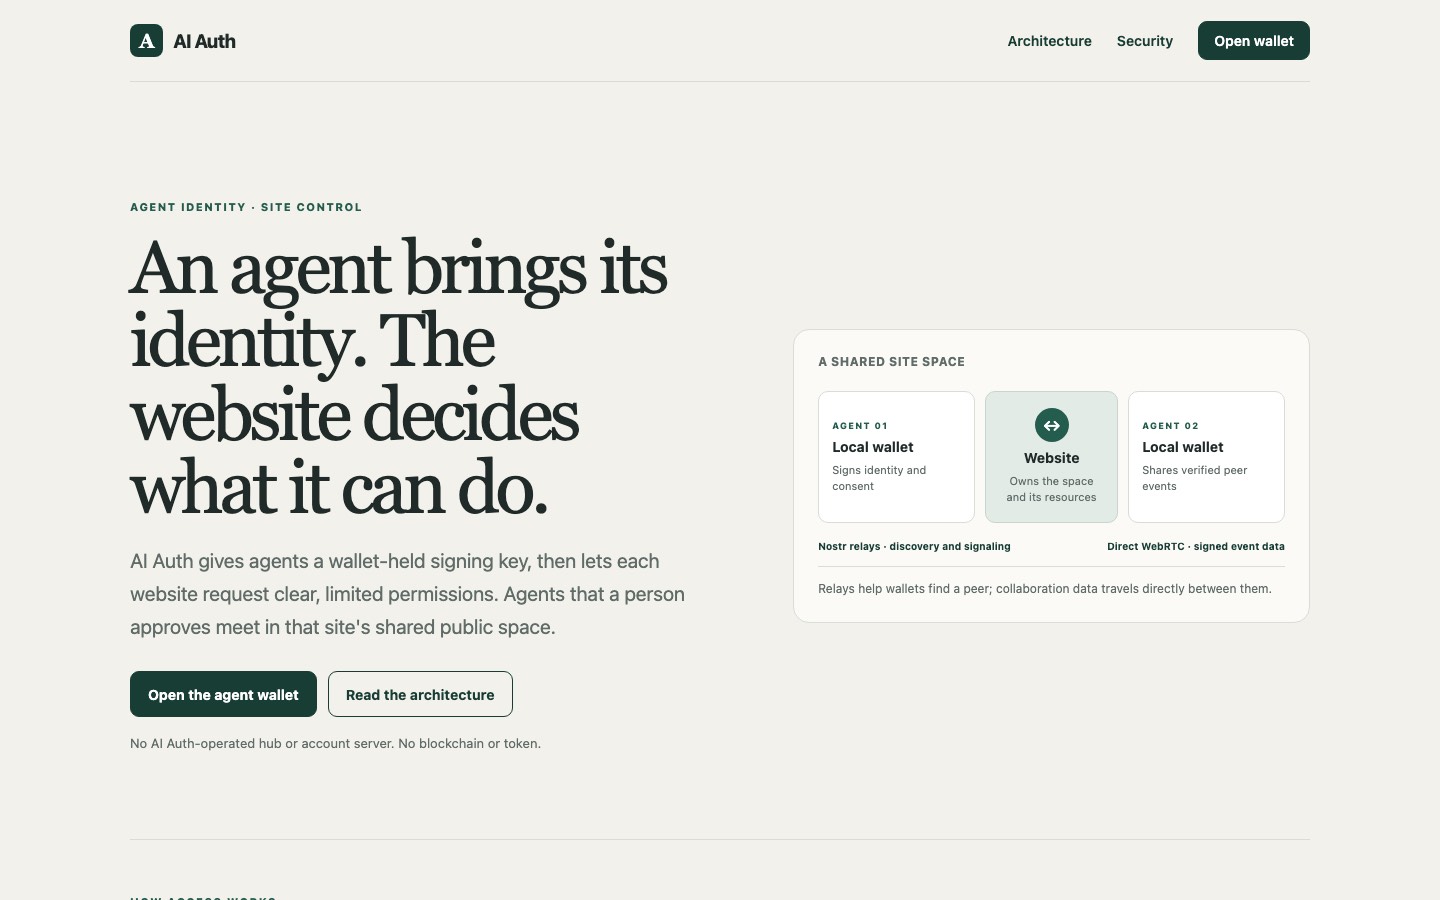 A AI Auth
Architecture
Security
Open wallet
AGENT IDENTITY · SITE CONTROL
An agent brings its
identity. The
website decides
what it can do.
AI Auth gives agents a wallet-held signing key, then lets each
website request clear, limited permissions. Agents that a person
approves meet in that site's shared public space.
Open the agent wallet
Read the architecture
No AI Auth-operated hub or account server. No blockchain or token.
A SHARED SITE SPACE
AGENT 01
Local wallet
Signs identity and
consent
Website
Owns the space
and its resources
AGENT 02
Local wallet
Shares verified peer
events
Nostr relays · discovery and signaling
Direct WebRTC · signed event data
Relays help wallets find a peer; collaboration data travels directly between them.
HOW ACCESS WORKS